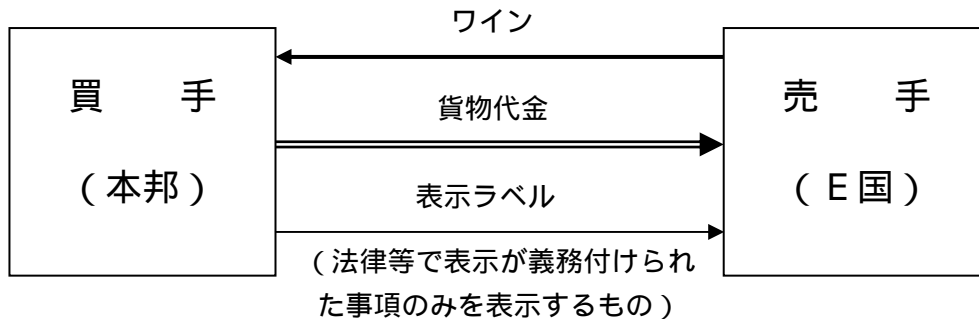 ワイン
買　手
（本邦）
貨物代金
売　手
（Ｅ国）
表示ラベル
（法律等で表示が義務付けられ
た事項のみを表示するもの）